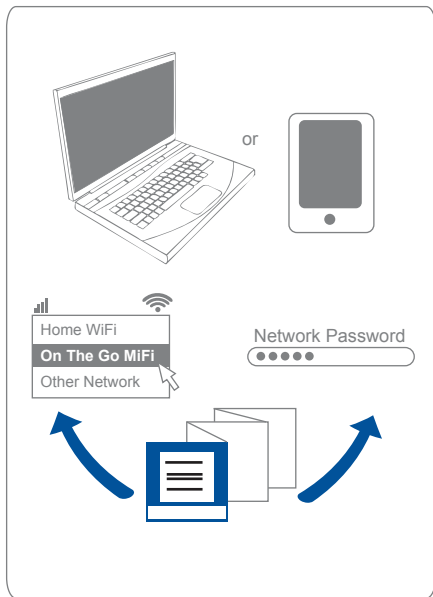 or
Home WiFi
On The Go MiFi
Other Network
Network Password